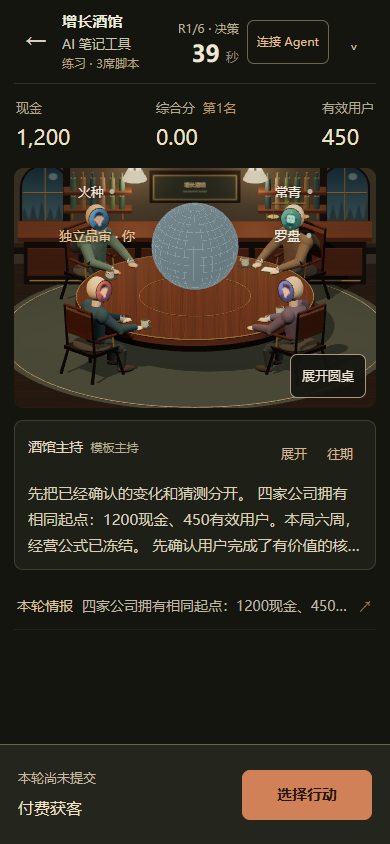 增长酒馆
AI 笔记工具
练习 · 3席脚本
R1/6 · 决策
39 秒
连接 Agent
现金
1,200
综合分 第1名
0.00
有效用户
450
增长酒馆
火种
常青
独立品审 · 你
罗盘
展开圆桌
酒馆主持 模板主持
展开 往期
先把已经确认的变化和猜测分开。 四家公司拥有
相同起点：1200现金、450有效用户。本局六周，
经营公式已冻结。 先确认用户完成了有价值的核...
本轮情报 四家公司拥有相同起点：1200现金、450... ↗
本轮尚未提交
付费获客
选择行动